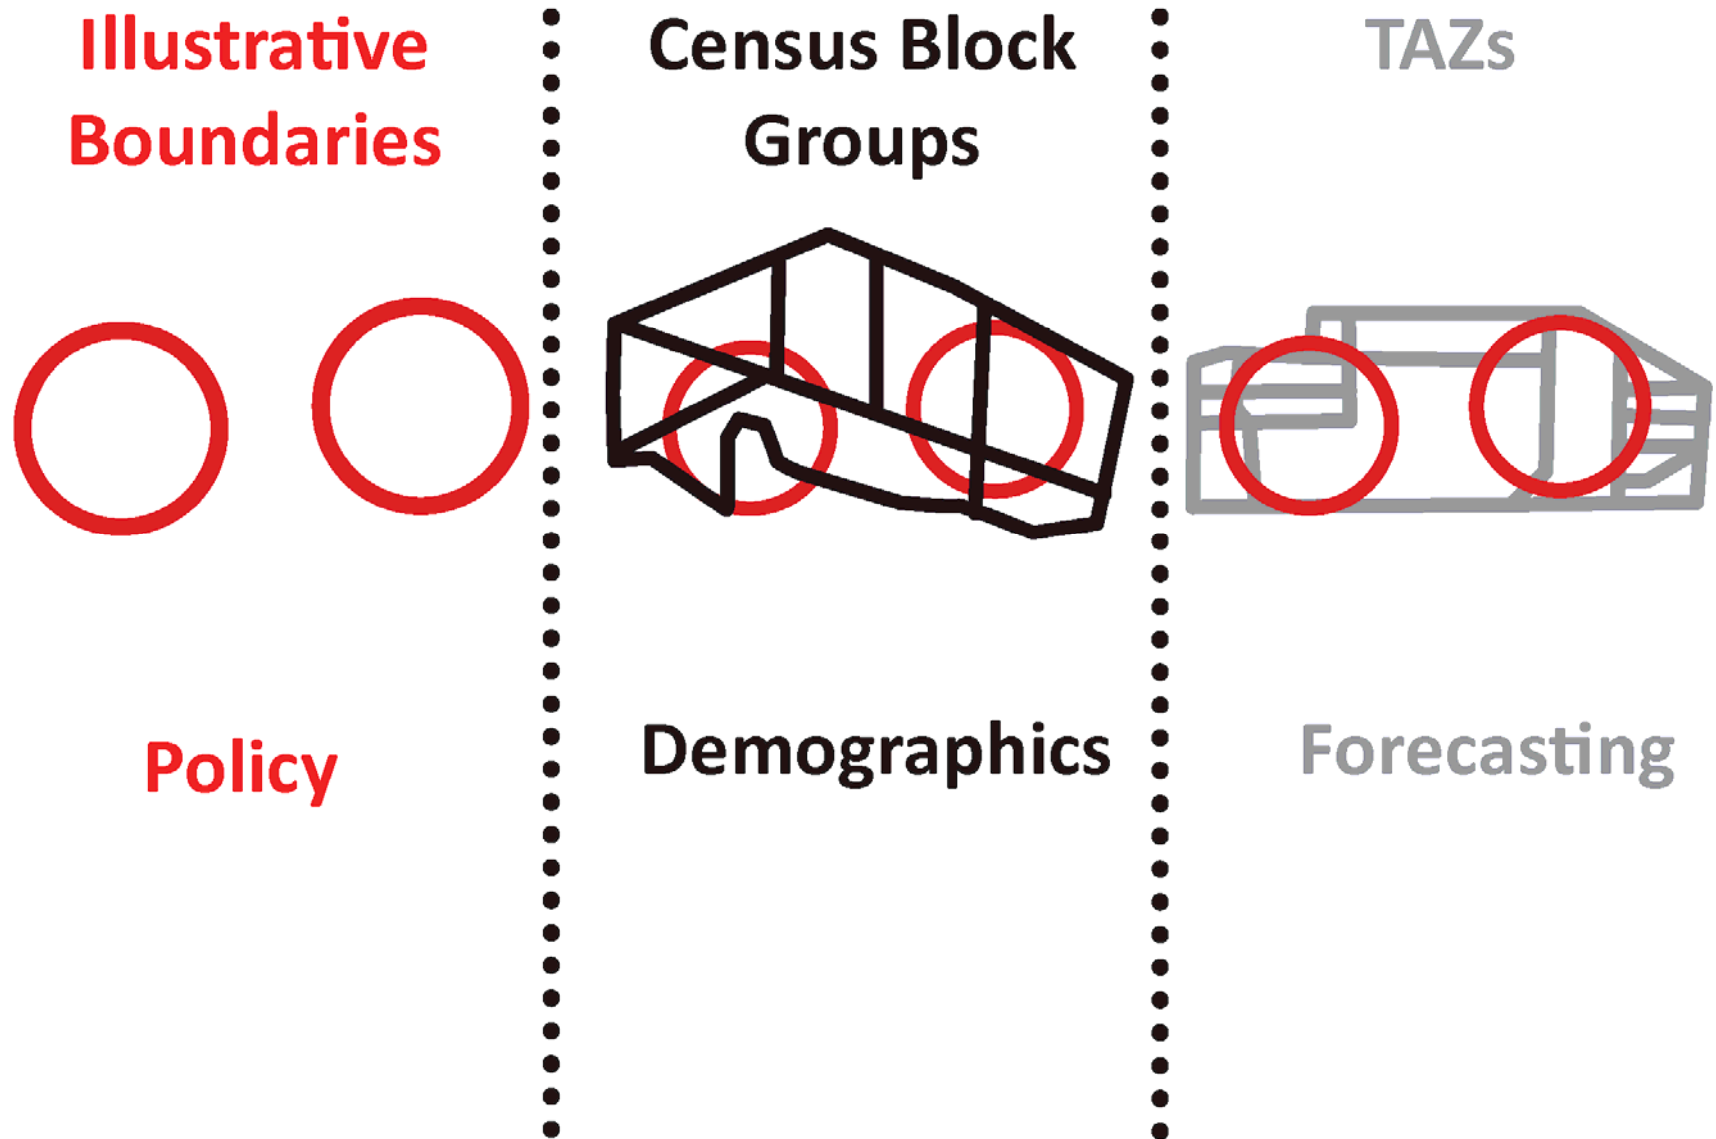 Illustrative
Boundaries
Census Block
Groups
TAZs
Policy
Demographics
Forecasting